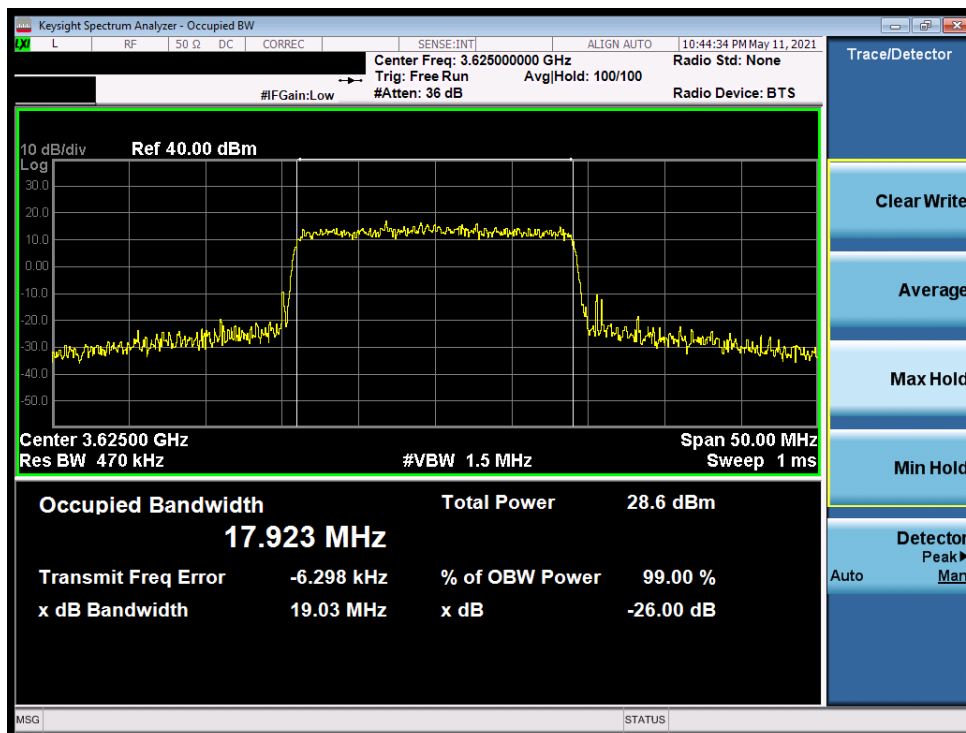 Keysight Spectrum Analyzer - Occupied BW
LXI L RF 50 Ω DC CORREC SENSE:INT ALIGN AUTO 10:44:34 PM May 11, 2021
Center Freq: 3.625000000 GHz Radio Std: None
Trig: Free Run Avg|Hold: 100/100
#IFGain:Low #Atten: 36 dB Radio Device: BTS
10 dB/div Ref 40.00 dBm
Log
30.0
20.0
10.0
0.00
-10.0
-20.0
-30.0
-40.0
-50.0
Center 3.62500 GHz Span 50.00 MHz
Res BW 470 kHz #VBW 1.5 MHz Sweep 1 ms
Occupied Bandwidth Total Power 28.6 dBm
17.923 MHz
Transmit Freq Error -6.298 kHz % of OBW Power 99.00 %
x dB Bandwidth 19.03 MHz x dB -26.00 dB
MSG STATUS
Trace/Detector
Clear Write
Average
Max Hold
Min Hold
Detector
Peak▶
Auto Man